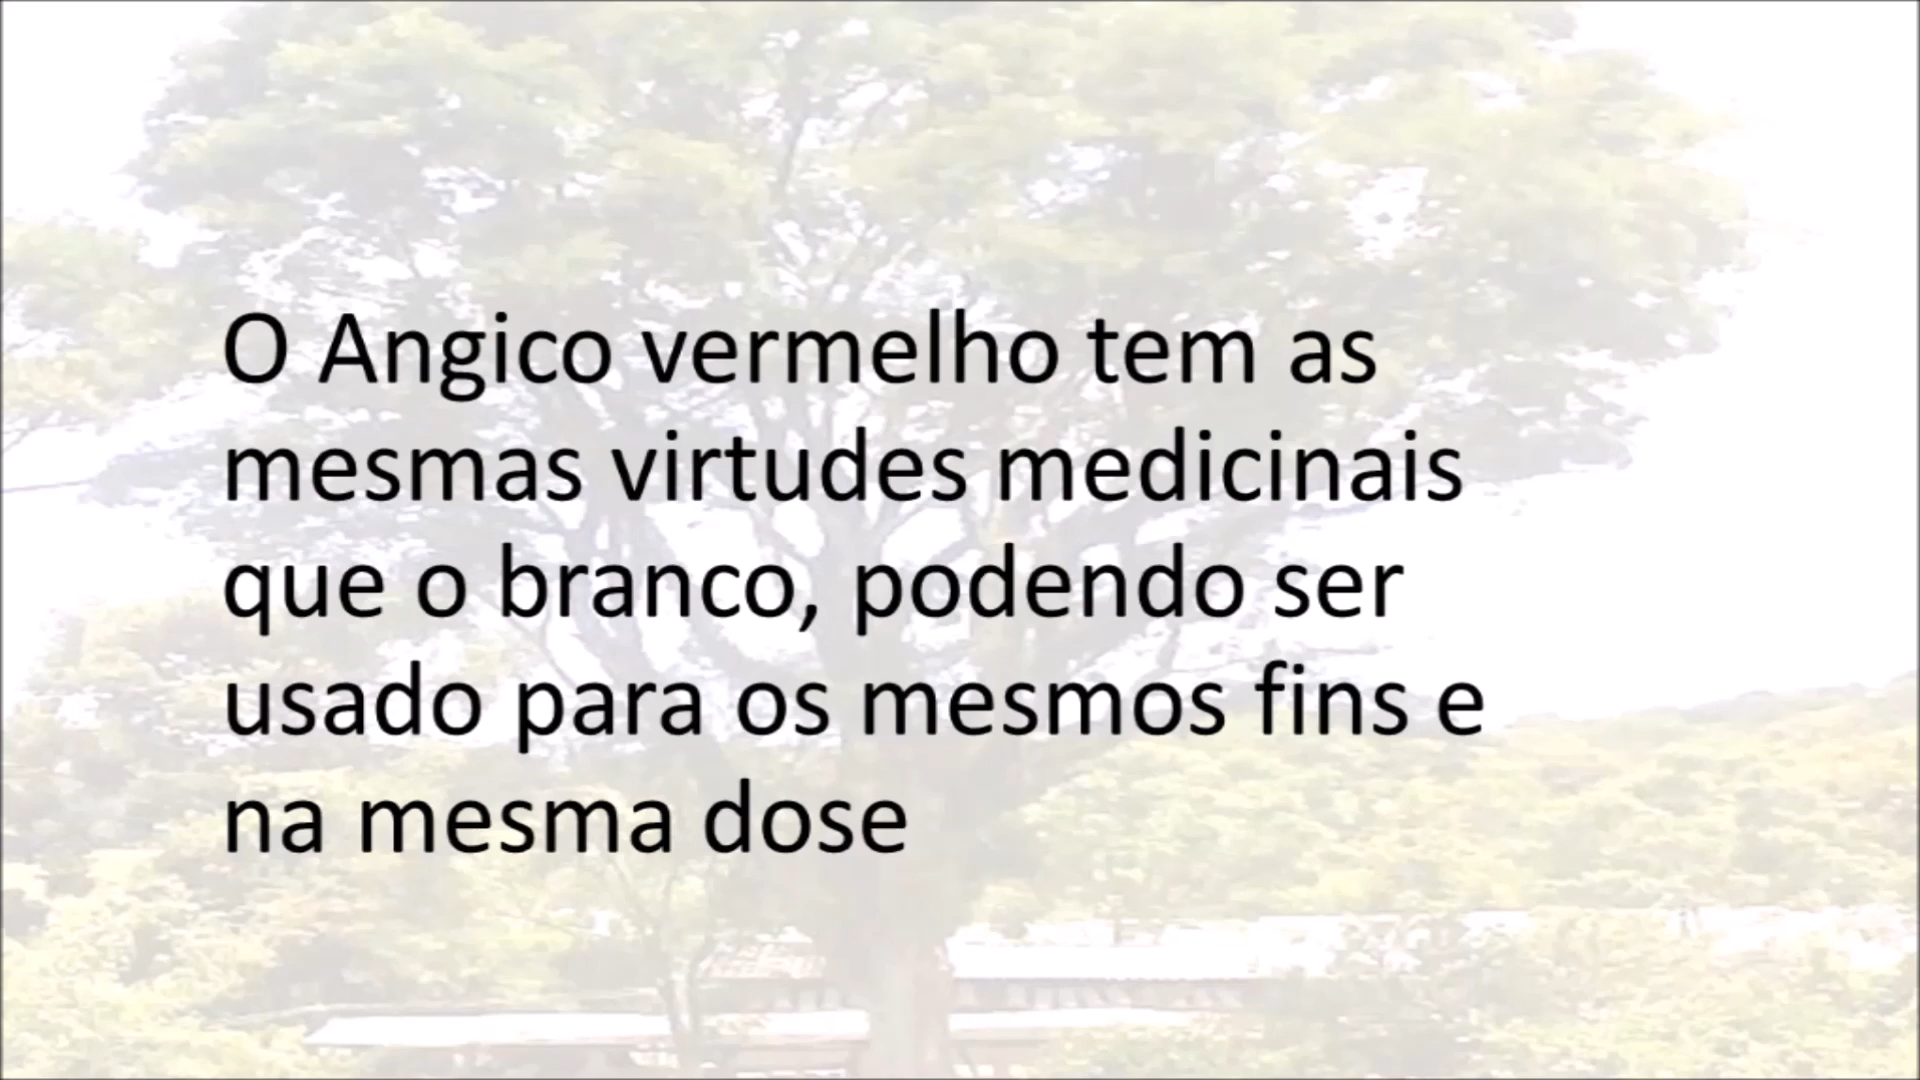 O Angico vermelho tem as
mesmas virtudes medicinais
que o branco, podendo ser
usado para os mesmos fins e
na mesma dose